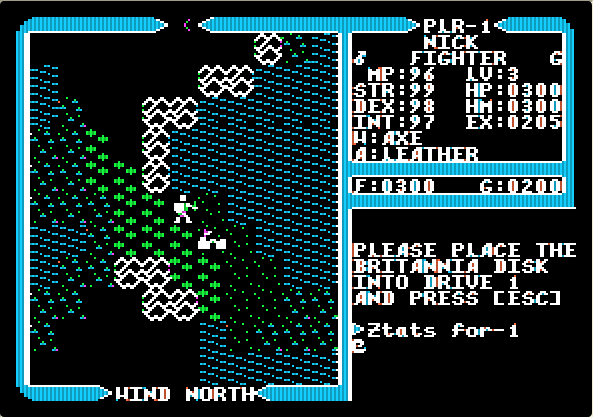 PLR-1
NICK
♂ FIGHTER G
MP:96 LV:3
STR:99 HP:0300
DEX:98 HM:0300
INT:97 EX:0205
W:AXE
A:LEATHER
F:0300 G:0200
PLEASE PLACE THE
BRITANNIA DISK
INTO DRIVE 1
AND PRESS [ESC]
Ztats for-1
WIND NORTH